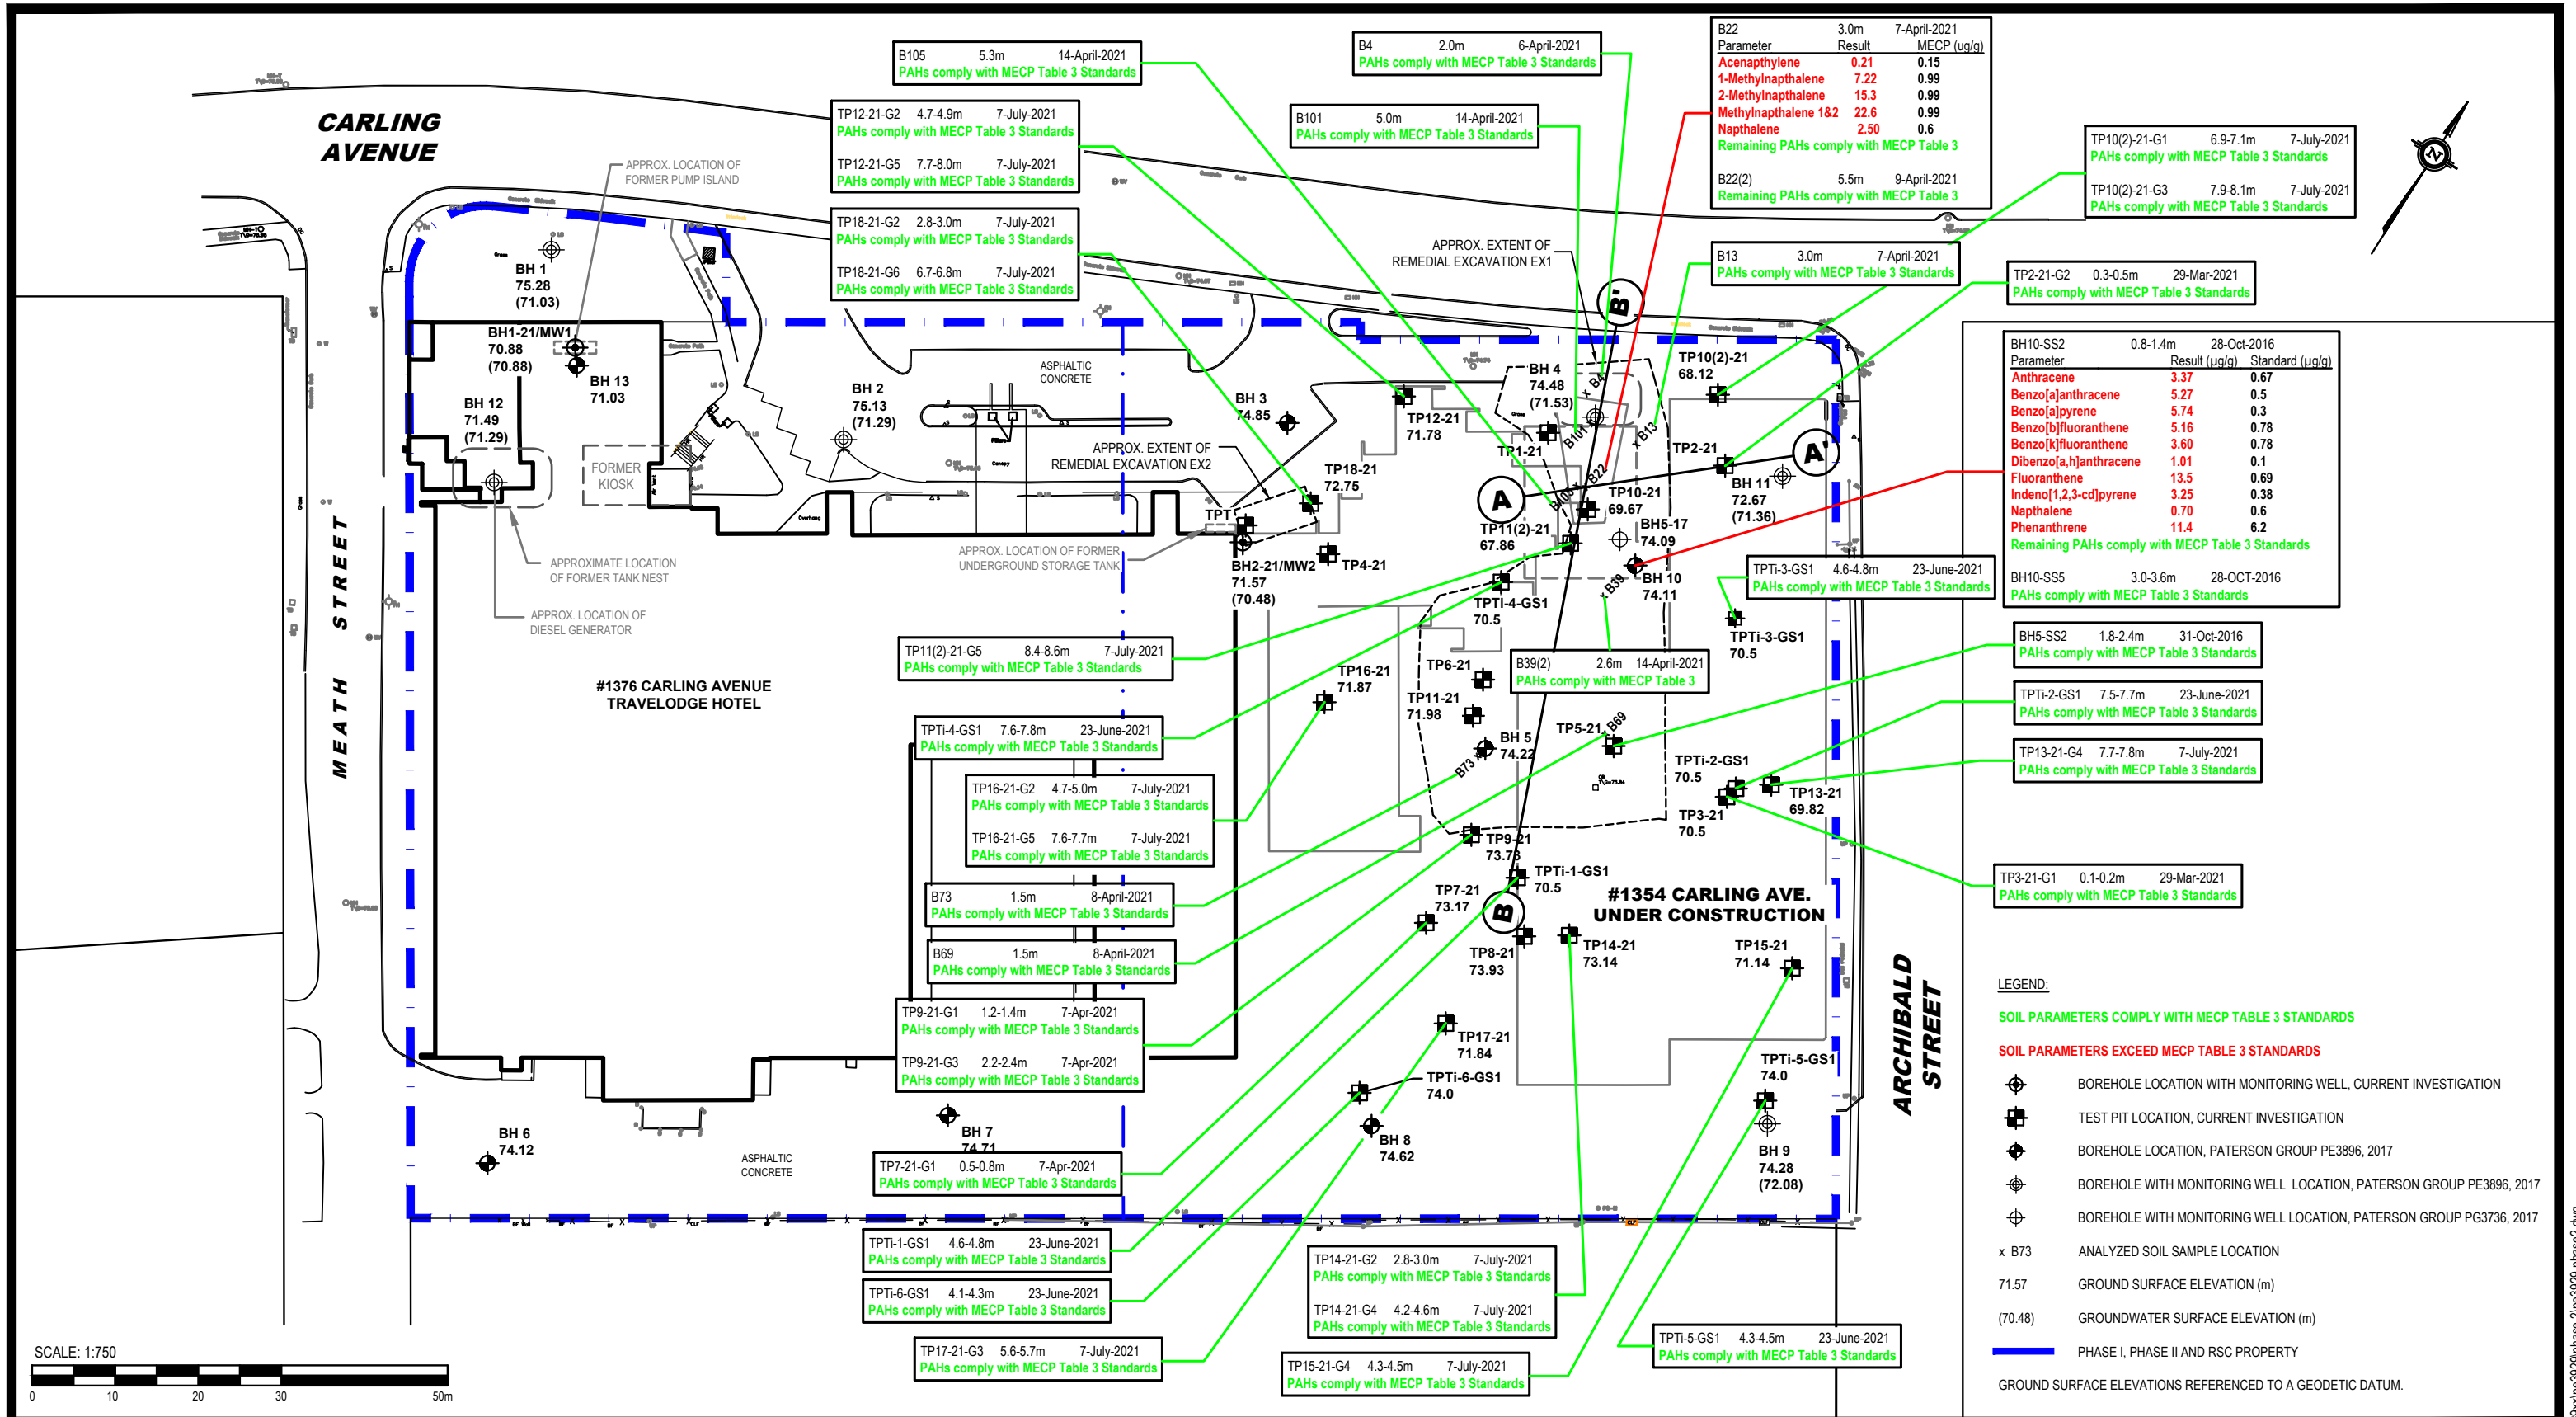 CARLING
AVENUE
MEATH STREET
ARCHIBALD
STREET
B105 5.3m 14-April-2021
PAHs comply with MECP Table 3 Standards
TP12-21-G2 4.7-4.9m 7-July-2021
PAHs comply with MECP Table 3 Standards
TP12-21-G5 7.7-8.0m 7-July-2021
PAHs comply with MECP Table 3 Standards
TP18-21-G2 2.8-3.0m 7-July-2021
PAHs comply with MECP Table 3 Standards
TP18-21-G6 6.7-6.8m 7-July-2021
PAHs comply with MECP Table 3 Standards
B4 2.0m 6-April-2021
PAHs comply with MECP Table 3 Standards
B101 5.0m 14-April-2021
PAHs comply with MECP Table 3 Standards
B22 3.0m 7-April-2021
Parameter Result MECP (ug/g)
Acenapthylene 0.21 0.15
1-Methylnapthalene 7.22 0.99
2-Methylnapthalene 15.3 0.99
Methylnapthalene 1&2 22.6 0.99
Napthalene 2.50 0.6
Remaining PAHs comply with MECP Table 3
B22(2) 5.5m 9-April-2021
Remaining PAHs comply with MECP Table 3
TP10(2)-21-G1 6.9-7.1m 7-July-2021
PAHs comply with MECP Table 3 Standards
TP10(2)-21-G3 7.9-8.1m 7-July-2021
PAHs comply with MECP Table 3 Standards
B13 3.0m 7-April-2021
PAHs comply with MECP Table 3 Standards
TP2-21-G2 0.3-0.5m 29-Mar-2021
PAHs comply with MECP Table 3 Standards
BH10-SS2 0.8-1.4m 28-Oct-2016
Parameter Result (µg/g) Standard (µg/g)
Anthracene 3.37 0.67
Benzo[a]anthracene 5.27 0.5
Benzo[a]pyrene 5.74 0.3
Benzo[b]fluoranthene 5.16 0.78
Benzo[k]fluoranthene 3.60 0.78
Dibenzo[a,h]anthracene 1.01 0.1
Fluoranthene 13.5 0.69
Indeno[1,2,3-cd]pyrene 3.25 0.38
Napthalene 0.70 0.6
Phenanthrene 11.4 6.2
Remaining PAHs comply with MECP Table 3 Standards
BH10-SS5 3.0-3.6m 28-OCT-2016
PAHs comply with MECP Table 3 Standards
APPROX. LOCATION OF
FORMER PUMP ISLAND
BH 1
75.28
(71.03)
BH1-21/MW1
70.88
(70.88)
BH 13
71.03
BH 12
71.49
(71.29)
FORMER
KIOSK
APPROXIMATE LOCATION
OF FORMER TANK NEST
APPROX. LOCATION OF
DIESEL GENERATOR
BH 2
75.13
(71.29)
ASPHALTIC
CONCRETE
Canopy
Overhang
BH 3
74.85
APPROX. EXTENT OF
REMEDIAL EXCAVATION EX2
APPROX. EXTENT OF
REMEDIAL EXCAVATION EX1
TP18-21
72.75
TP12-21
71.78
TPT
APPROX. LOCATION OF FORMER
UNDERGROUND STORAGE TANK
BH2-21/MW2
71.57
(70.48)
TP4-21
BH 4
74.48
(71.53)
x B4
B'
TP10(2)-21
68.12
TP1-21
B101
x B13
TP2-21
A'
A
B105 x
B22
TP10-21
69.67
BH 11
72.67
(71.36)
TP11(2)-21
67.86
BH5-17
74.09
BH 10
74.11
x B39
TPTi-4-GS1
70.5
TPTi-3-GS1 4.6-4.8m 23-June-2021
PAHs comply with MECP Table 3 Standards
TPTi-3-GS1
70.5
TP11(2)-21-G5 8.4-8.6m 7-July-2021
PAHs comply with MECP Table 3 Standards
B39(2) 2.6m 14-April-2021
PAHs comply with MECP Table 3
BH5-SS2 1.8-2.4m 31-Oct-2016
PAHs comply with MECP Table 3 Standards
TPTi-2-GS1 7.5-7.7m 23-June-2021
PAHs comply with MECP Table 3 Standards
TP13-21-G4 7.7-7.8m 7-July-2021
PAHs comply with MECP Table 3 Standards
TP3-21-G1 0.1-0.2m 29-Mar-2021
PAHs comply with MECP Table 3 Standards
#1376 CARLING AVENUE
TRAVELODGE HOTEL
TP16-21
71.87
TP6-21
TP11-21
71.98
BH 5
74.22
B73 x
TP5-21
x B69
TPTi-2-GS1
70.5
TP3-21
70.5
TP13-21
69.82
TPTi-4-GS1 7.6-7.8m 23-June-2021
PAHs comply with MECP Table 3 Standards
TP16-21-G2 4.7-5.0m 7-July-2021
PAHs comply with MECP Table 3 Standards
TP16-21-G5 7.6-7.7m 7-July-2021
PAHs comply with MECP Table 3 Standards
B73 1.5m 8-April-2021
PAHs comply with MECP Table 3 Standards
B69 1.5m 8-April-2021
PAHs comply with MECP Table 3 Standards
TP9-21-G1 1.2-1.4m 7-Apr-2021
PAHs comply with MECP Table 3 Standards
TP9-21-G3 2.2-2.4m 7-Apr-2021
PAHs comply with MECP Table 3 Standards
TP9-21
73.73
TPTi-1-GS1
70.5
TP7-21
73.17
B
#1354 CARLING AVE.
UNDER CONSTRUCTION
TP8-21
73.93
TP14-21
73.14
TP15-21
71.14
TP17-21
71.84
TPTi-6-GS1
74.0
TPTi-5-GS1
74.0
BH 6
74.12
BH 7
74.71
ASPHALTIC
CONCRETE
BH 8
74.62
BH 9
74.28
(72.08)
TP7-21-G1 0.5-0.8m 7-Apr-2021
PAHs comply with MECP Table 3 Standards
TPTi-1-GS1 4.6-4.8m 23-June-2021
PAHs comply with MECP Table 3 Standards
TPTi-6-GS1 4.1-4.3m 23-June-2021
PAHs comply with MECP Table 3 Standards
TP17-21-G3 5.6-5.7m 7-July-2021
PAHs comply with MECP Table 3 Standards
TP14-21-G2 2.8-3.0m 7-July-2021
PAHs comply with MECP Table 3 Standards
TP14-21-G4 4.2-4.6m 7-July-2021
PAHs comply with MECP Table 3 Standards
TP15-21-G4 4.3-4.5m 7-July-2021
PAHs comply with MECP Table 3 Standards
TPTi-5-GS1 4.3-4.5m 23-June-2021
PAHs comply with MECP Table 3 Standards
LEGEND:
SOIL PARAMETERS COMPLY WITH MECP TABLE 3 STANDARDS
SOIL PARAMETERS EXCEED MECP TABLE 3 STANDARDS
BOREHOLE LOCATION WITH MONITORING WELL, CURRENT INVESTIGATION
TEST PIT LOCATION, CURRENT INVESTIGATION
BOREHOLE LOCATION, PATERSON GROUP PE3896, 2017
BOREHOLE WITH MONITORING WELL LOCATION, PATERSON GROUP PE3896, 2017
BOREHOLE WITH MONITORING WELL LOCATION, PATERSON GROUP PG3736, 2017
x B73 ANALYZED SOIL SAMPLE LOCATION
71.57 GROUND SURFACE ELEVATION (m)
(70.48) GROUNDWATER SURFACE ELEVATION (m)
PHASE I, PHASE II AND RSC PROPERTY
GROUND SURFACE ELEVATIONS REFERENCED TO A GEODETIC DATUM.
SCALE: 1:750
0 10 20 30 50m